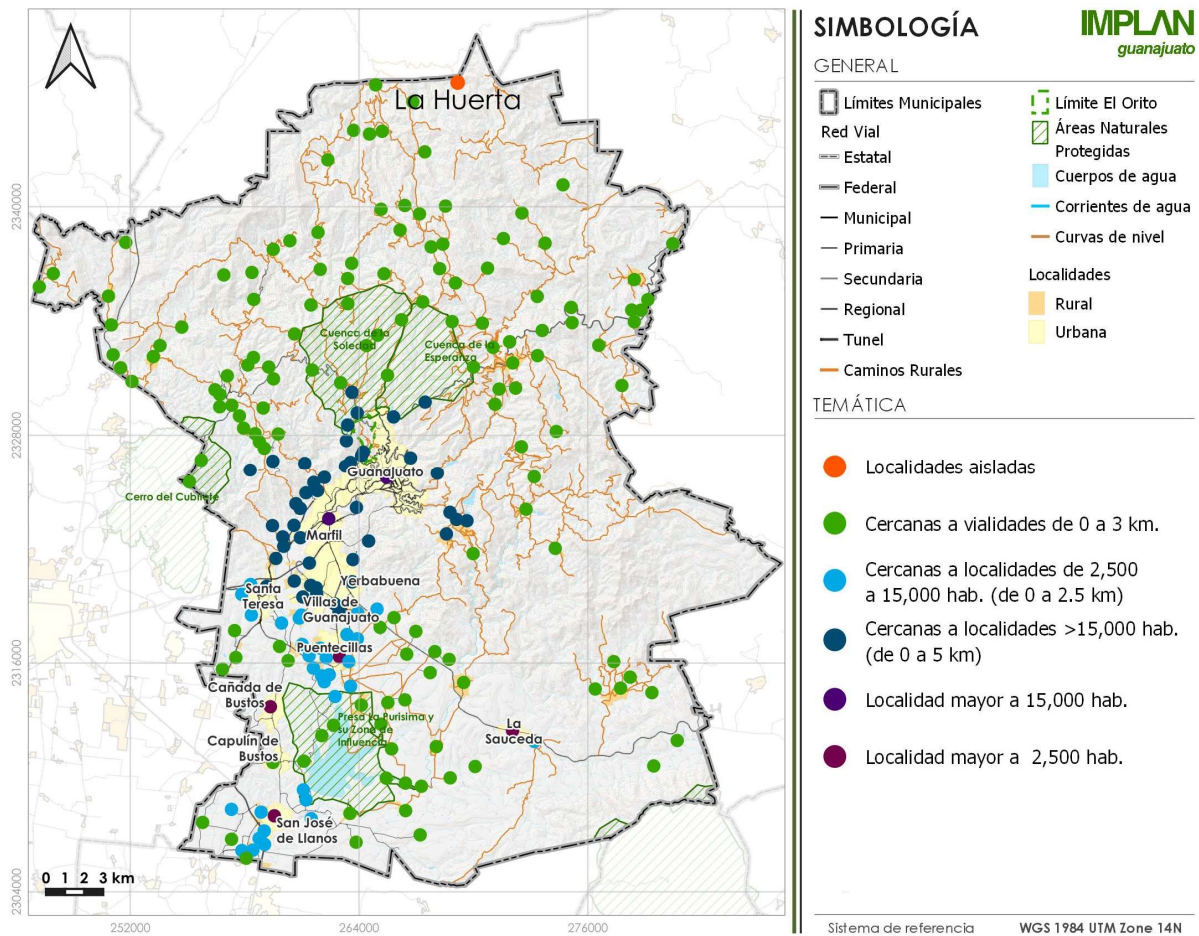 La Huerta
Cuenca de la
Soledad
Cuenca de la
Esperanza
Cerro del Cubilete
Guanajuato
Marfil
Yerbabuena
Santa
Teresa
Villas de
Guanajuato
Puentecillas
Cañada de
Bustos
Presa La Purisima y
su Zona de
Influencia
Capulín de
Bustos
La
Sauceda
San José
de Llanos
0 1 2 3 km
2340000
2328000
2316000
2304000
252000
264000
276000
SIMBOLOGÍA
IMPLAN
guanajuato
GENERAL
Límites Municipales
Red Vial
Estatal
Federal
Municipal
Primaria
Secundaria
Regional
Tunel
Caminos Rurales
Límite El Orito
Áreas Naturales
Protegidas
Cuerpos de agua
Corrientes de agua
Curvas de nivel
Localidades
Rural
Urbana
TEMÁTICA
Localidades aisladas
Cercanas a vialidades de 0 a 3 km.
Cercanas a localidades de 2,500
a 15,000 hab. (de 0 a 2.5 km)
Cercanas a localidades >15,000 hab.
(de 0 a 5 km)
Localidad mayor a 15,000 hab.
Localidad mayor a 2,500 hab.
Sistema de referencia WGS 1984 UTM Zone 14N